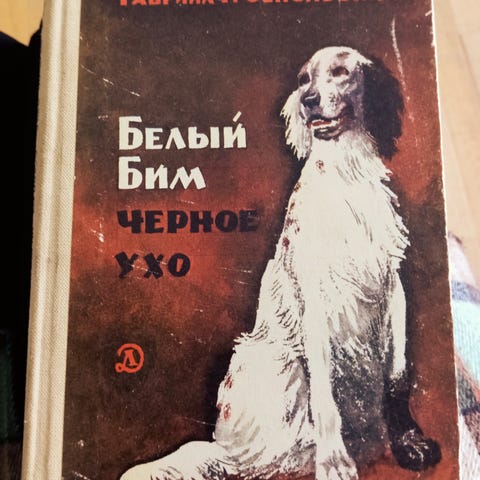 Белый
Бим
черное
ухо